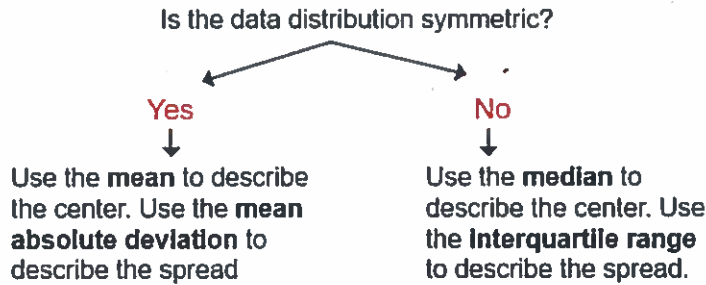 Is the data distribution symmetric?
Yes
Use the mean to describe
the center. Use the mean
absolute deviation to
describe the spread
No
Use the median to
describe the center. Use
the interquartile range
to describe the spread.